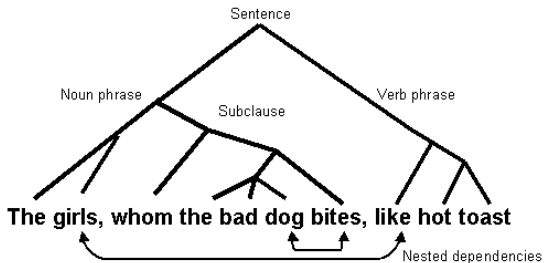 Sentence
Noun phrase
Subclause
Verb phrase
The girls, whom the bad dog bites, like hot toast
Nested dependencies